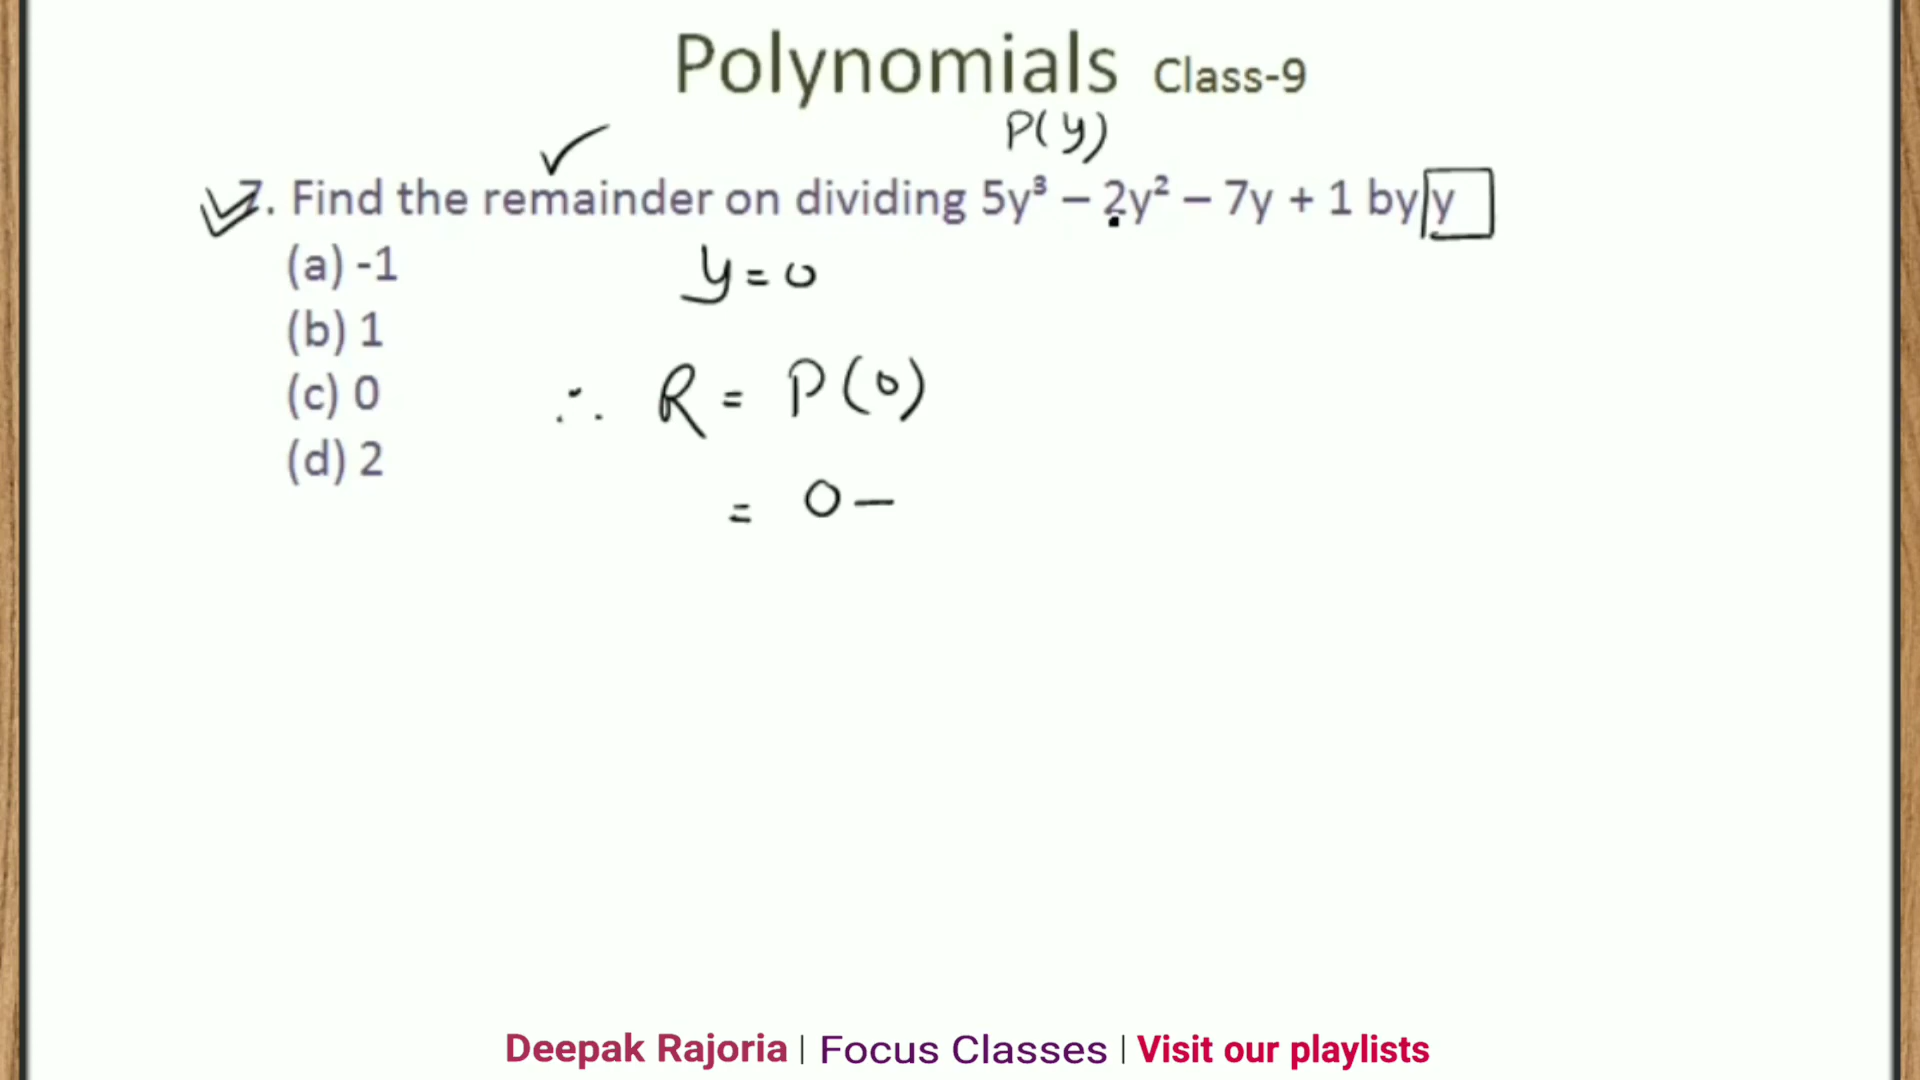 Polynomials Class-9
P(y)
7. Find the remainder on dividing 5y³ – 2y² – 7y + 1 by y
(a) -1
y = 0
(b) 1
(c) 0
∴ R = P(0)
(d) 2
= 0 –
Deepak Rajoria | Focus Classes | Visit our playlists